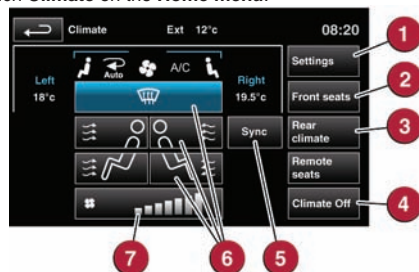 Climate on the Home menu.
Climate Ext 12°c 08:20
Auto A/C
Left
18°c
Right
19.5°c
Settings
Front seats
Rear climate
Remote seats
Climate Off
Sync
1
2
3
4
5
6
7